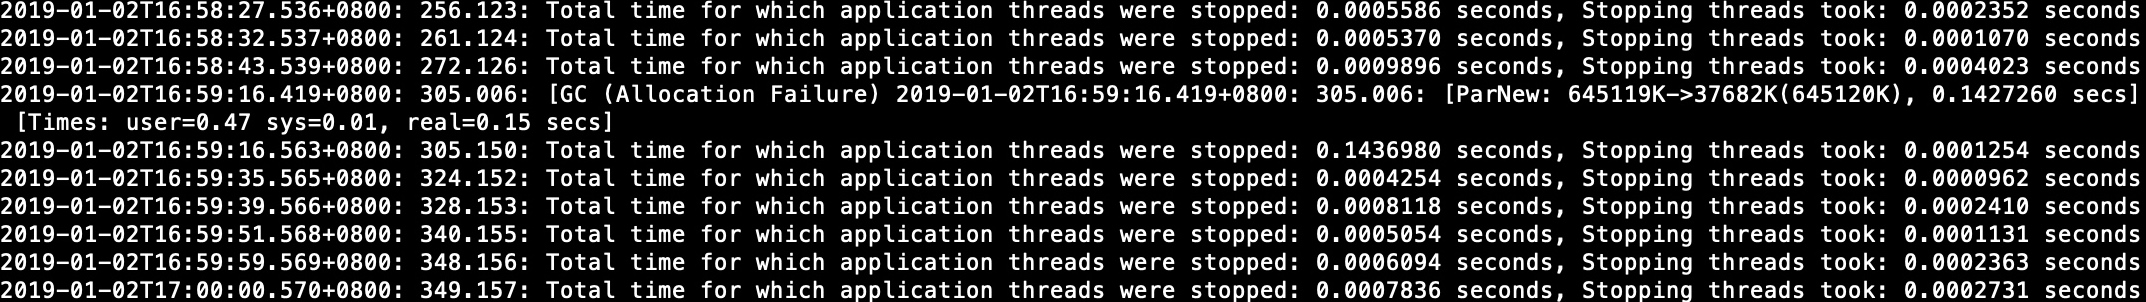 2019-01-02T16:58:27.536+0800: 256.123: Total time for which application threads were stopped: 0.0005586 seconds, Stopping threads took: 0.0002352 seconds
2019-01-02T16:58:32.537+0800: 261.124: Total time for which application threads were stopped: 0.0005370 seconds, Stopping threads took: 0.0001070 seconds
2019-01-02T16:58:43.539+0800: 272.126: Total time for which application threads were stopped: 0.0009896 seconds, Stopping threads took: 0.0004023 seconds
2019-01-02T16:59:16.419+0800: 305.006: [GC (Allocation Failure) 2019-01-02T16:59:16.419+0800: 305.006: [ParNew: 645119K->37682K(645120K), 0.1427260 secs]
 [Times: user=0.47 sys=0.01, real=0.15 secs]
2019-01-02T16:59:16.563+0800: 305.150: Total time for which application threads were stopped: 0.1436980 seconds, Stopping threads took: 0.0001254 seconds
2019-01-02T16:59:35.565+0800: 324.152: Total time for which application threads were stopped: 0.0004254 seconds, Stopping threads took: 0.0000962 seconds
2019-01-02T16:59:39.566+0800: 328.153: Total time for which application threads were stopped: 0.0008118 seconds, Stopping threads took: 0.0002410 seconds
2019-01-02T16:59:51.568+0800: 340.155: Total time for which application threads were stopped: 0.0005054 seconds, Stopping threads took: 0.0001131 seconds
2019-01-02T16:59:59.569+0800: 348.156: Total time for which application threads were stopped: 0.0006094 seconds, Stopping threads took: 0.0002363 seconds
2019-01-02T17:00:00.570+0800: 349.157: Total time for which application threads were stopped: 0.0007836 seconds, Stopping threads took: 0.0002731 seconds